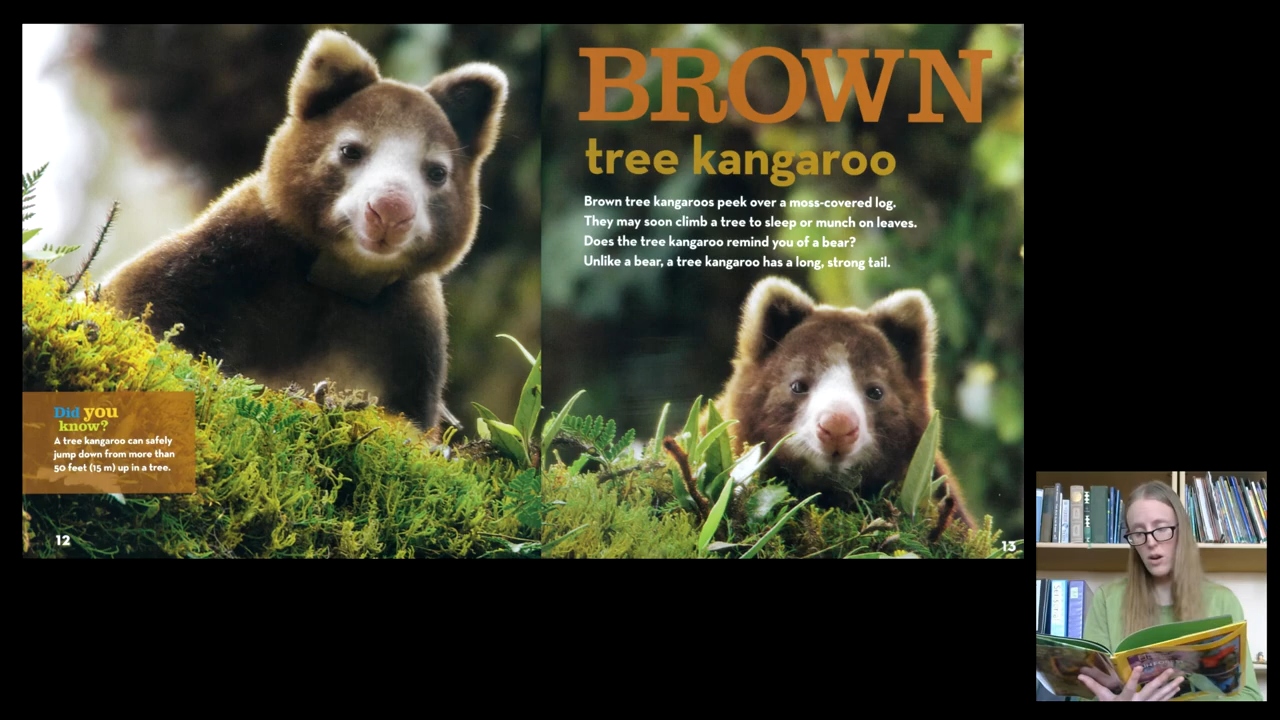 Did you
know?
A tree kangaroo can safely
jump down from more than
50 feet (15 m) up in a tree.
12
BROWN
tree kangaroo
Brown tree kangaroos peek over a moss-covered log.
They may soon climb a tree to sleep or munch on leaves.
Does the tree kangaroo remind you of a bear?
Unlike a bear, a tree kangaroo has a long, strong tail.
13